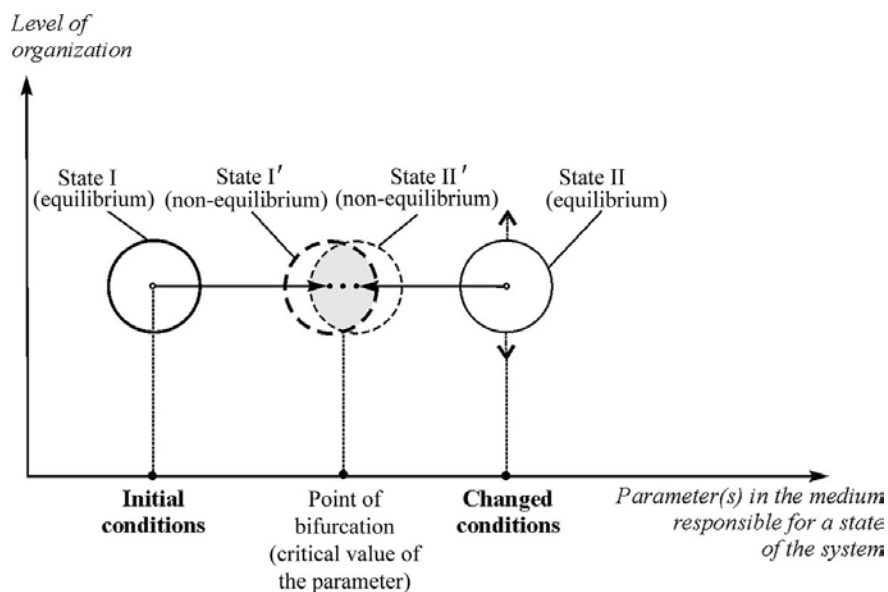 Level of
organization
State I
(equilibrium)
State I′
(non-equilibrium)
State II′
(non-equilibrium)
State II
(equilibrium)
Initial
conditions
Point of
bifurcation
(critical value of
the parameter)
Changed
conditions
Parameter(s) in the medium
responsible for a state
of the system